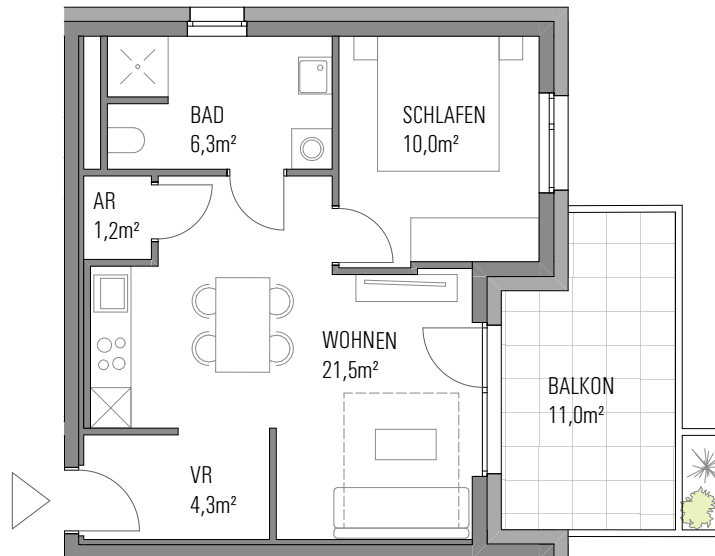 BAD
6,3m²
SCHLAFEN
10,0m²
AR
1,2m²
WOHNEN
21,5m²
BALKON
11,0m²
VR
4,3m²